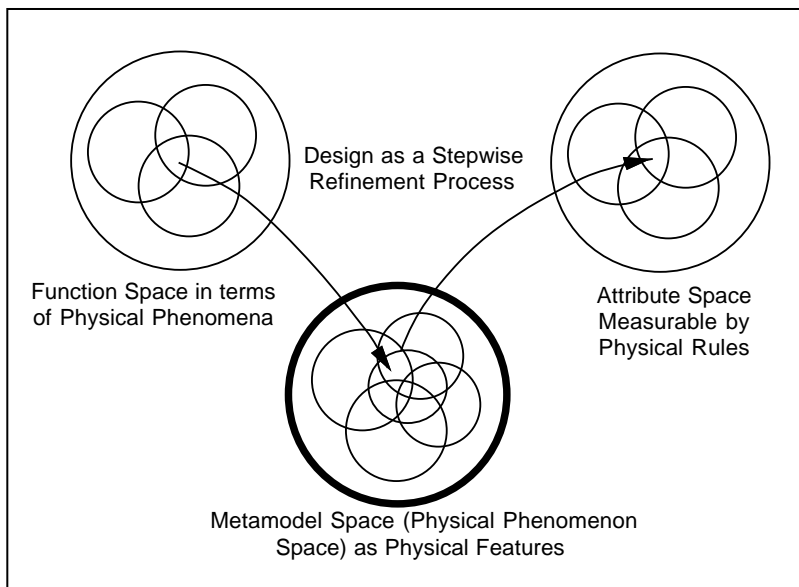 Design as a Stepwise
Refinement Process
Function Space in terms
of Physical Phenomena
Attribute Space
Measurable by
Physical Rules
Metamodel Space (Physical Phenomenon
Space) as Physical Features